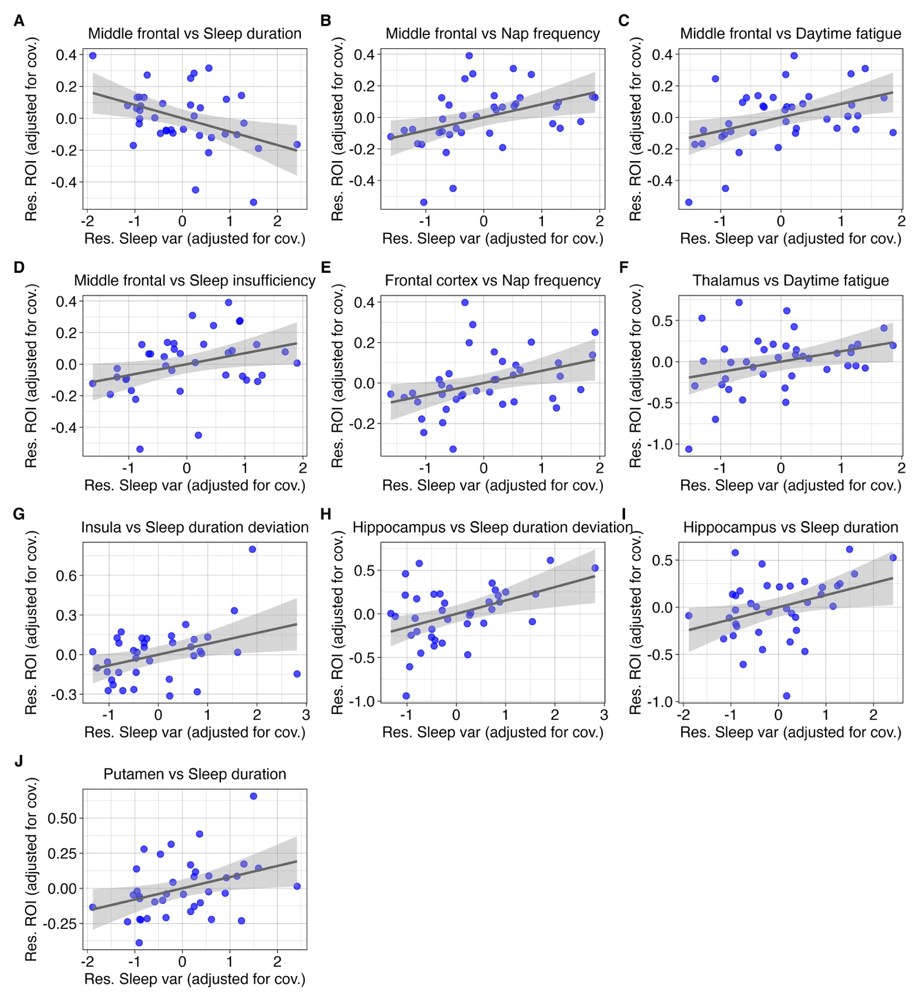 A
Middle frontal vs Sleep duration
Res. ROI (adjusted for cov.)
0.4
0.2
0.0
-0.2
-0.4
-2 -1 0 1 2
Res. Sleep var (adjusted for cov.)
B
Middle frontal vs Nap frequency
Res. ROI (adjusted for cov.)
0.4
0.2
0.0
-0.2
-0.4
-1 0 1 2
Res. Sleep var (adjusted for cov.)
C
Middle frontal vs Daytime fatigue
Res. ROI (adjusted for cov.)
0.4
0.2
0.0
-0.2
-0.4
-1 0 1 2
Res. Sleep var (adjusted for cov.)
D
Middle frontal vs Sleep insufficiency
Res. ROI (adjusted for cov.)
0.4
0.2
0.0
-0.2
-0.4
-1 0 1 2
Res. Sleep var (adjusted for cov.)
E
Frontal cortex vs Nap frequency
Res. ROI (adjusted for cov.)
0.4
0.2
0.0
-0.2
-1 0 1 2
Res. Sleep var (adjusted for cov.)
F
Thalamus vs Daytime fatigue
Res. ROI (adjusted for cov.)
0.5
0.0
-0.5
-1.0
-1 0 1 2
Res. Sleep var (adjusted for cov.)
G
Insula vs Sleep duration deviation
Res. ROI (adjusted for cov.)
0.6
0.3
0.0
-0.3
-1 0 1 2 3
Res. Sleep var (adjusted for cov.)
H
Hippocampus vs Sleep duration deviation
Res. ROI (adjusted for cov.)
0.5
0.0
-0.5
-1.0
-1 0 1 2 3
Res. Sleep var (adjusted for cov.)
I
Hippocampus vs Sleep duration
Res. ROI (adjusted for cov.)
0.5
0.0
-0.5
-1.0
-2 -1 0 1 2
Res. Sleep var (adjusted for cov.)
J
Putamen vs Sleep duration
Res. ROI (adjusted for cov.)
0.50
0.25
0.00
-0.25
-2 -1 0 1 2
Res. Sleep var (adjusted for cov.)